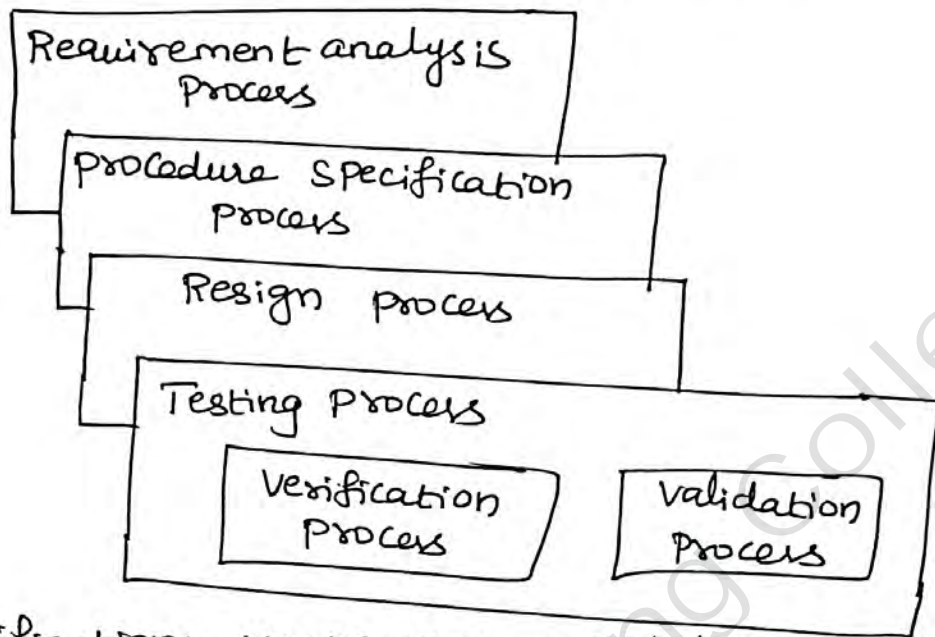 Requirement analysis
Process
procedure specification
process
Resign process
Testing Process
verification
process
validation
process